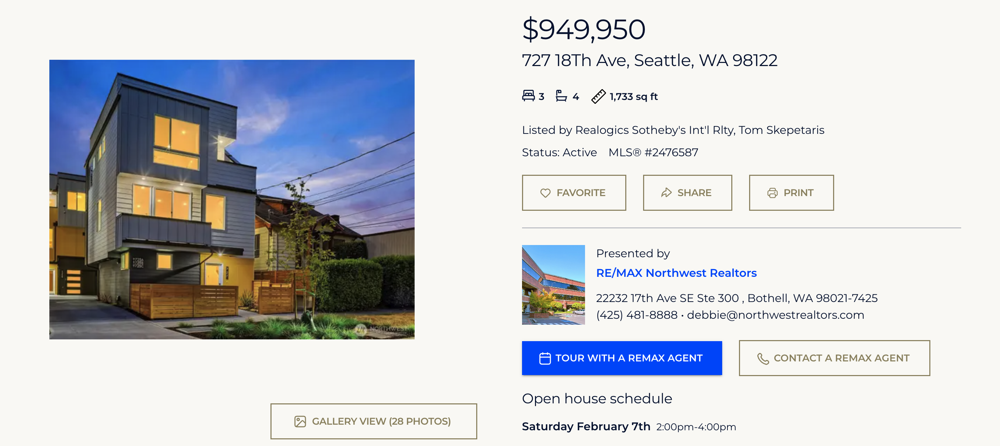 $949,950
727 18Th Ave, Seattle, WA 98122
3 4 1,733 sq ft
Listed by Realogics Sotheby's Int'l Rlty, Tom Skepetaris
Status: Active MLS® #2476587
FAVORITE SHARE PRINT
Presented by
RE/MAX Northwest Realtors
22232 17th Ave SE Ste 300 , Bothell, WA 98021-7425
(425) 481-8888 • debbie@northwestrealtors.com
TOUR WITH A REMAX AGENT CONTACT A REMAX AGENT
Open house schedule
Saturday February 7th 2:00pm-4:00pm
NORTHWEST
GALLERY VIEW (28 PHOTOS)